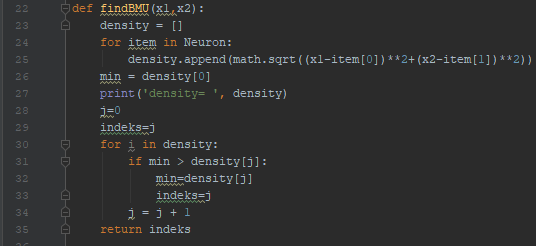 22 def findBMU(x1,x2):
23     density = []
24     for item in Neuron:
25         density.append(math.sqrt((x1-item[0])**2+(x2-item[1])**2))
26     min = density[0]
27     print('density= ', density)
28     j=0
29     indeks=j
30     for i in density:
31         if min > density[j]:
32             min=density[j]
33             indeks=j
34         j = j + 1
35     return indeks